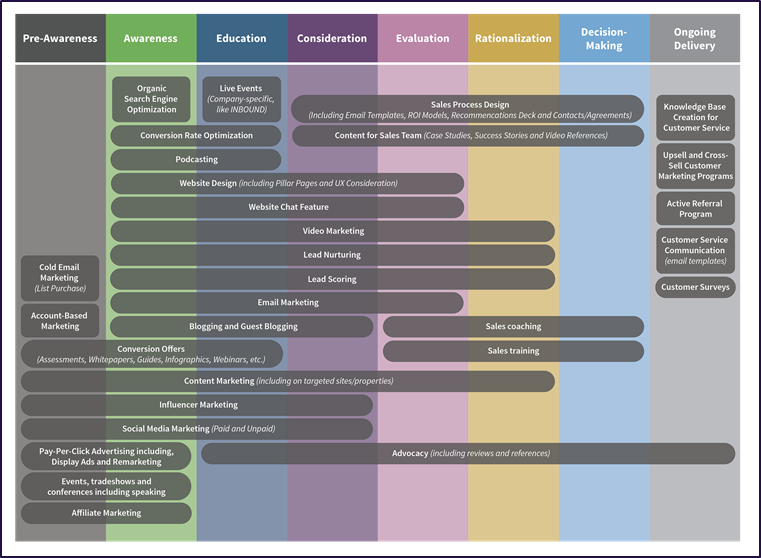 Pre-Awareness
Awareness
Education
Consideration
Evaluation
Rationalization
Decision-
Making
Ongoing
Delivery
Organic
Search Engine
Optimization
Live Events
(Company-specific,
like INBOUND)
Sales Process Design
(Including Email Templates, ROI Models, Recommencations Deck and Contacts/Agreements)
Knowledge Base
Creation for
Customer Service
Conversion Rate Optimization
Content for Sales Team (Case Studies, Success Stories and Video References)
Podcasting
Upsell and Cross-
Sell Customer
Marketing Programs
Website Design (including Pillar Pages and UX Consideration)
Website Chat Feature
Active Referral
Program
Video Marketing
Customer Service
Communication
(email templates)
Lead Nurturing
Cold Email
Marketing
(List Purchase)
Lead Scoring
Customer Surveys
Email Marketing
Account-Based
Marketing
Blogging and Guest Blogging
Sales coaching
Conversion Offers
(Assessments, Whitepapers, Guides, Infographics, Webinars, etc.)
Sales training
Content Marketing (including on targeted sites/properties)
Influencer Marketing
Social Media Marketing (Paid and Unpaid)
Pay-Per-Click Advertising including,
Display Ads and Remarketing
Advocacy (including reviews and references)
Events, tradeshows and
conferences including speaking
Affiliate Marketing